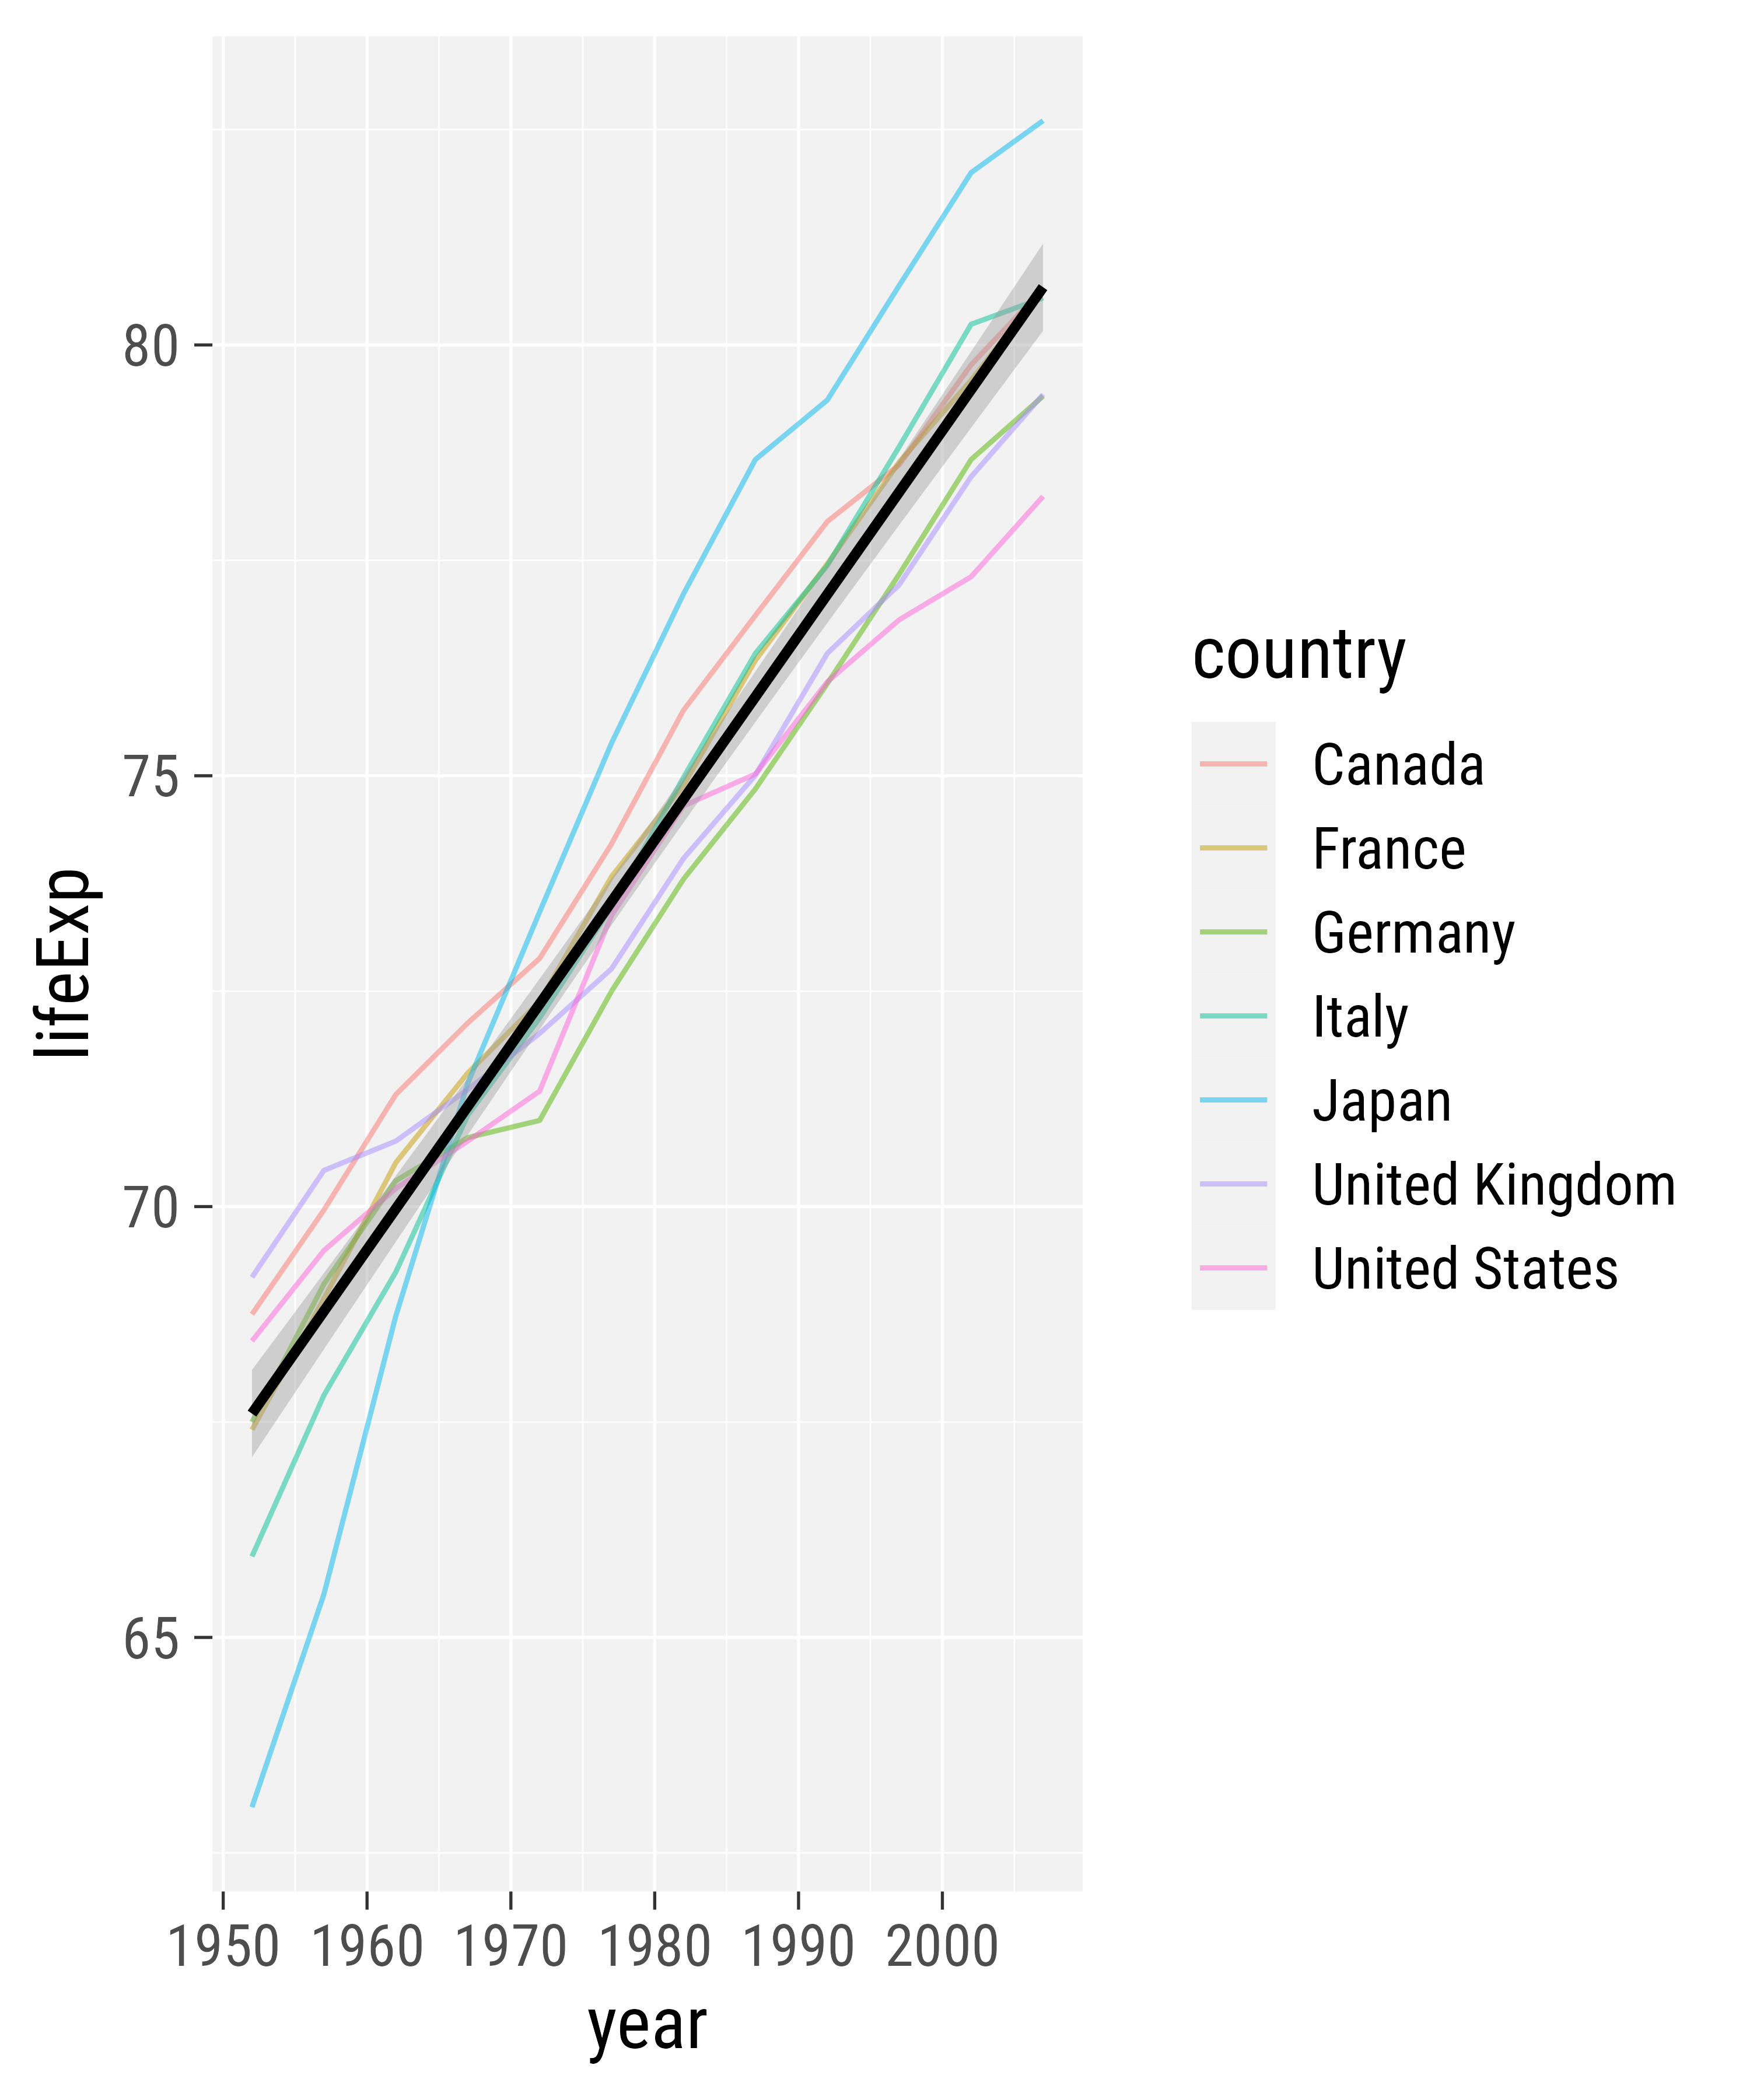 lifeExp
80
75
70
65
1950 1960 1970 1980 1990 2000
year
country
Canada
France
Germany
Italy
Japan
United Kingdom
United States